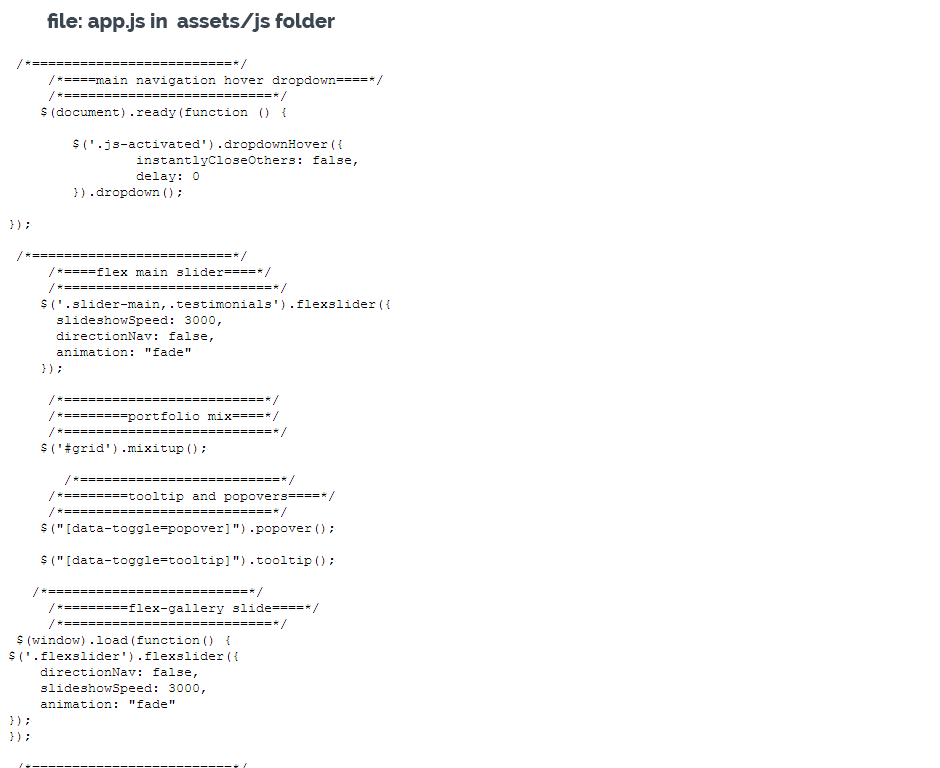 file: app.js in assets/js folder
/*=========================*/
/*====main navigation hover dropdown====*/
/*==========================*/
$(document).ready(function () {
$('.js-activated').dropdownHover({
instantlyCloseOthers: false,
delay: 0
}).dropdown();
});
/*=========================*/
/*====flex main slider====*/
/*==========================*/
$('.slider-main,.testimonials').flexslider({
slideshowSpeed: 3000,
directionNav: false,
animation: "fade"
});
/*=========================*/
/*========portfolio mix====*/
/*==========================*/
$('#grid').mixitup();
/*=========================*/
/*========tooltip and popovers====*/
/*==========================*/
$("[data-toggle=popover]").popover();
$("[data-toggle=tooltip]").tooltip();
/*=========================*/
/*========flex-gallery slide====*/
/*==========================*/
$(window).load(function() {
$('.flexslider').flexslider({
directionNav: false,
slideshowSpeed: 3000,
animation: "fade"
});
});
/*=========================*/